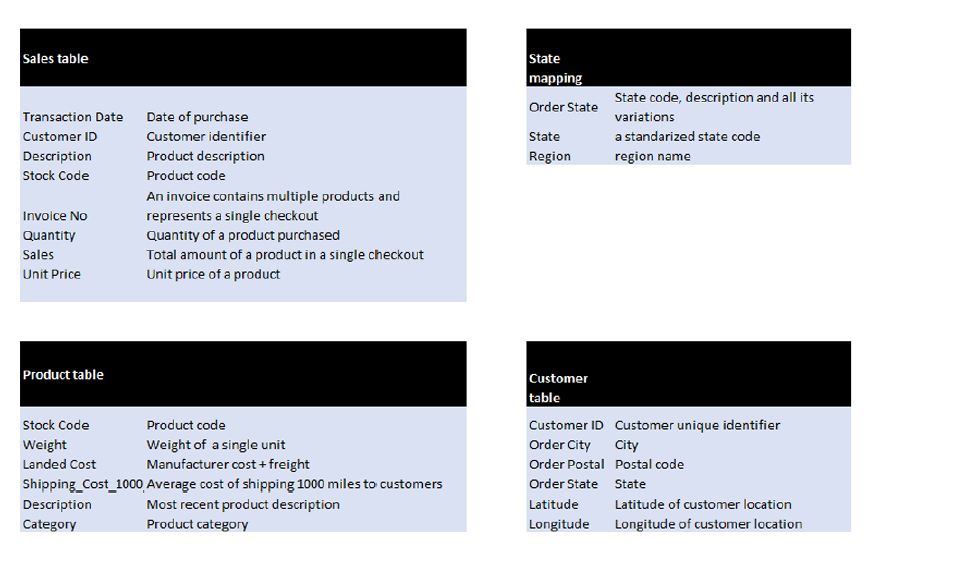 Sales table
Transaction Date Date of purchase
Customer ID Customer identifier
Description Product description
Stock Code Product code
An invoice contains multiple products and
Invoice No represents a single checkout
Quantity Quantity of a product purchased
Sales Total amount of a product in a single checkout
Unit Price Unit price of a product
State
mapping
State code, description and all its
Order State
variations
State a standarized state code
Region region name
Product table
Stock Code Product code
Weight Weight of a single unit
Landed Cost Manufacturer cost + freight
Shipping_Cost_1000 Average cost of shipping 1000 miles to customers
Description Most recent product description
Category Product category
Customer
table
Customer ID Customer unique identifier
Order City City
Order Postal Postal code
Order State State
Latitude Latitude of customer location
Longitude Longitude of customer location